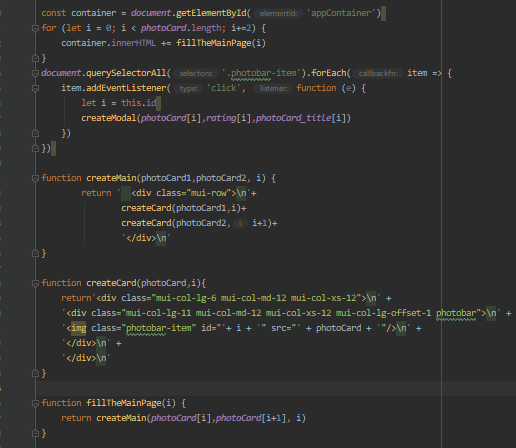 const container = document.getElementById( elementId: 'appContainer')
for (let i = 0; i < photoCard.length; i+=2) {
    container.innerHTML += fillTheMainPage(i)
}
document.querySelectorAll( selectors: '.photobar-item').forEach( callbackfn: item => {
    item.addEventListener( type: 'click', listener: function (e) {
        let i = this.id
        createModal(photoCard[i],rating[i],photoCard_title[i])
    })
})
function createMain(photoCard1,photoCard2, i) {
        return '  <div class="mui-row">\n'+
            createCard(photoCard1,i)+
            createCard(photoCard2, i: i+1)+
            '</div>\n'
}
function createCard(photoCard,i){
    return'<div class="mui-col-lg-6 mui-col-md-12 mui-col-xs-12">\n' +
    '<div class="mui-col-lg-11 mui-col-md-12 mui-col-xs-12 mui-col-lg-offset-1 photobar">\n' +
    '<img class="photobar-item" id="'+ i + '" src="' + photoCard + '"/>\n' +
    '</div>\n' +
    '</div>\n'
}
function fillTheMainPage(i) {
    return createMain(photoCard[i],photoCard[i+1], i)
}